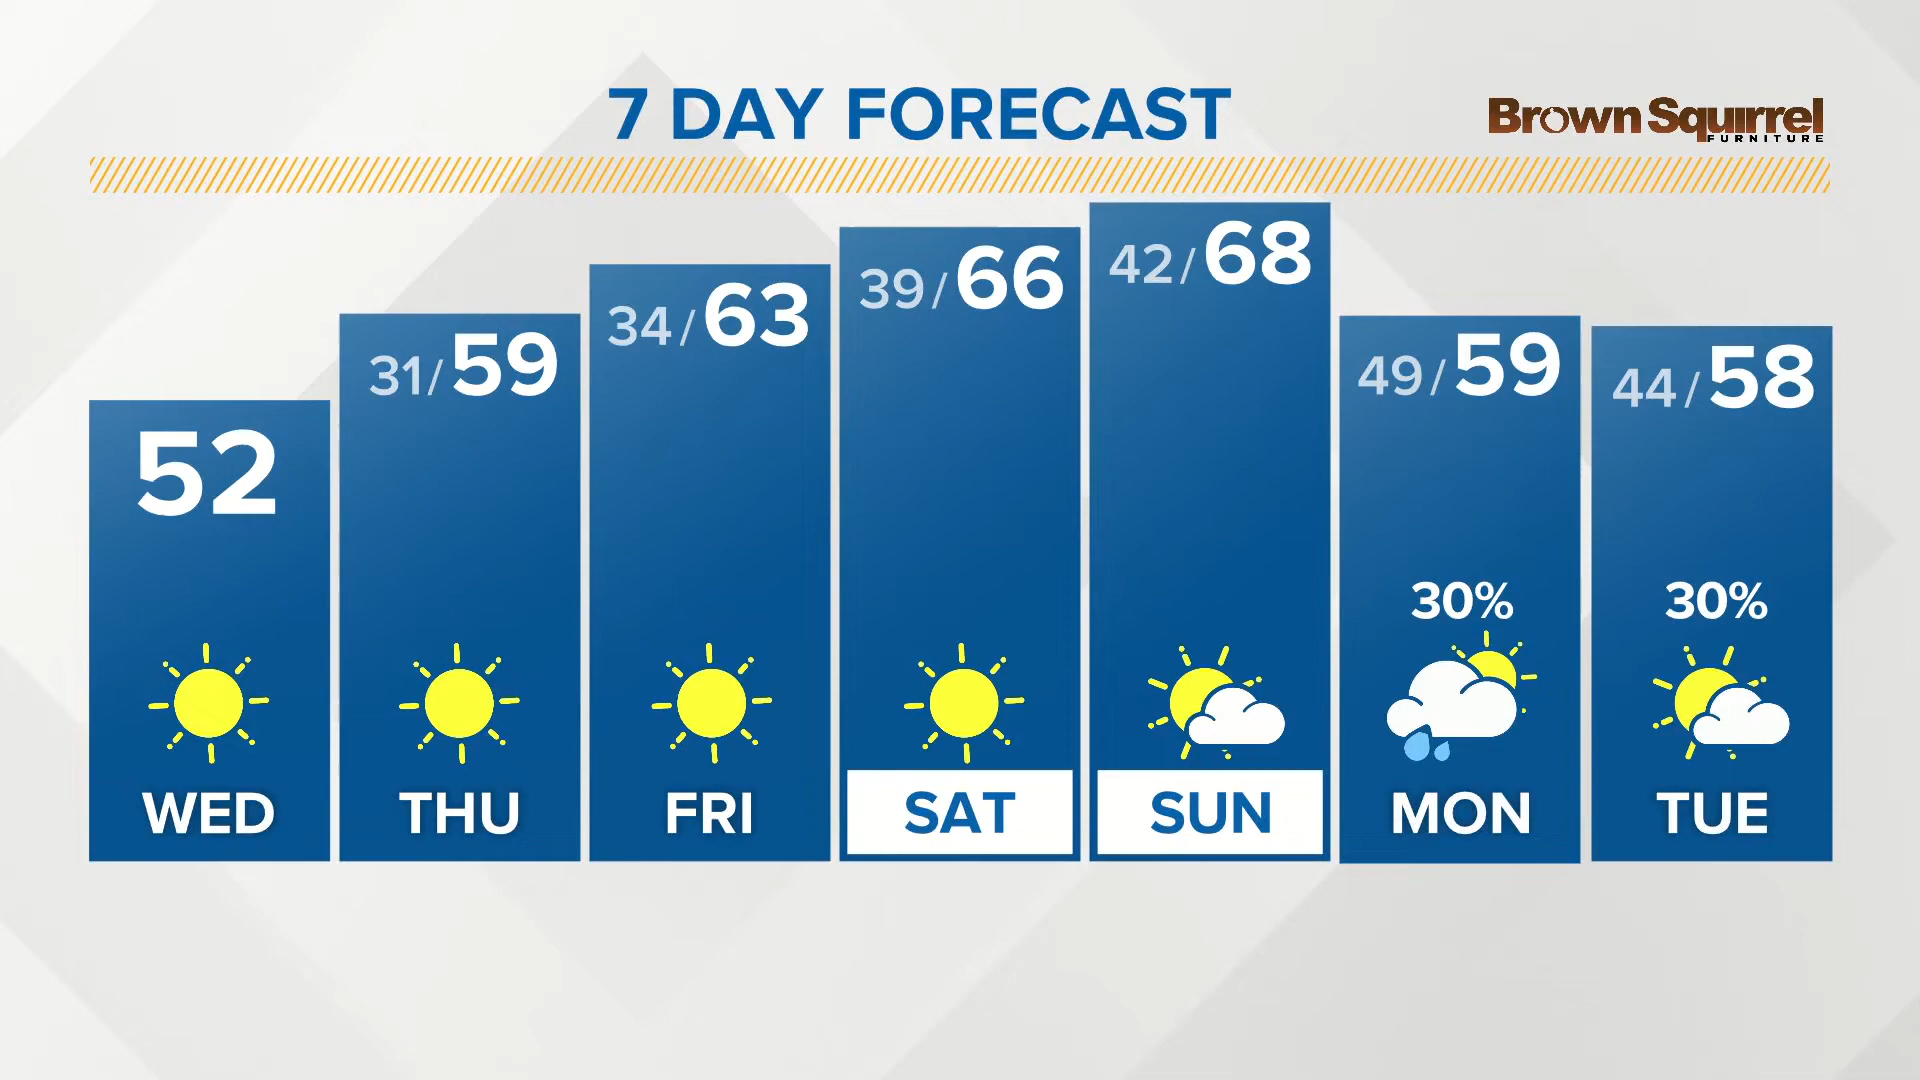 7 DAY FORECAST
Brown Squirrel
FURNITURE
52
31/59
34/63
39/66
42/68
49/59
44/58
30%
30%
WED
THU
FRI
SAT
SUN
MON
TUE